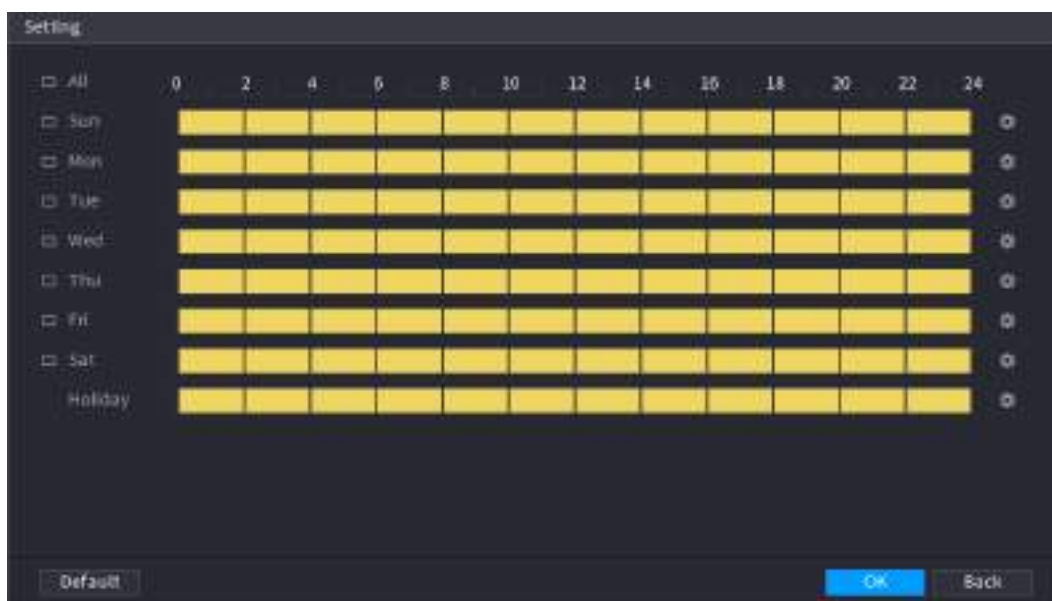 Setting
All 0 2 4 6 8 10 12 14 16 18 20 22 24
Sun
Mon
Tue
Wed
Thu
Fri
Sat
Holiday
Default OK Back